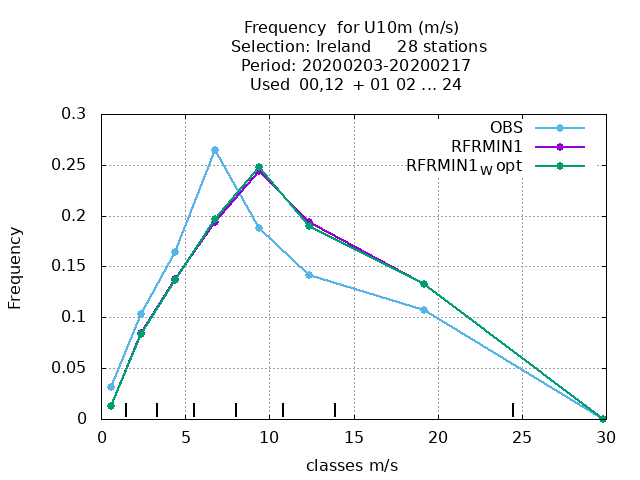 Frequency for U10m (m/s)
Selection: Ireland 28 stations
Period: 20200203-20200217
Used 00,12 + 01 02 ... 24
0.3
0.25
0.2
0.15
0.1
0.05
0
Frequency
OBS
RFRMIN1
RFRMIN1W opt
0 5 10 15 20 25 30
classes m/s